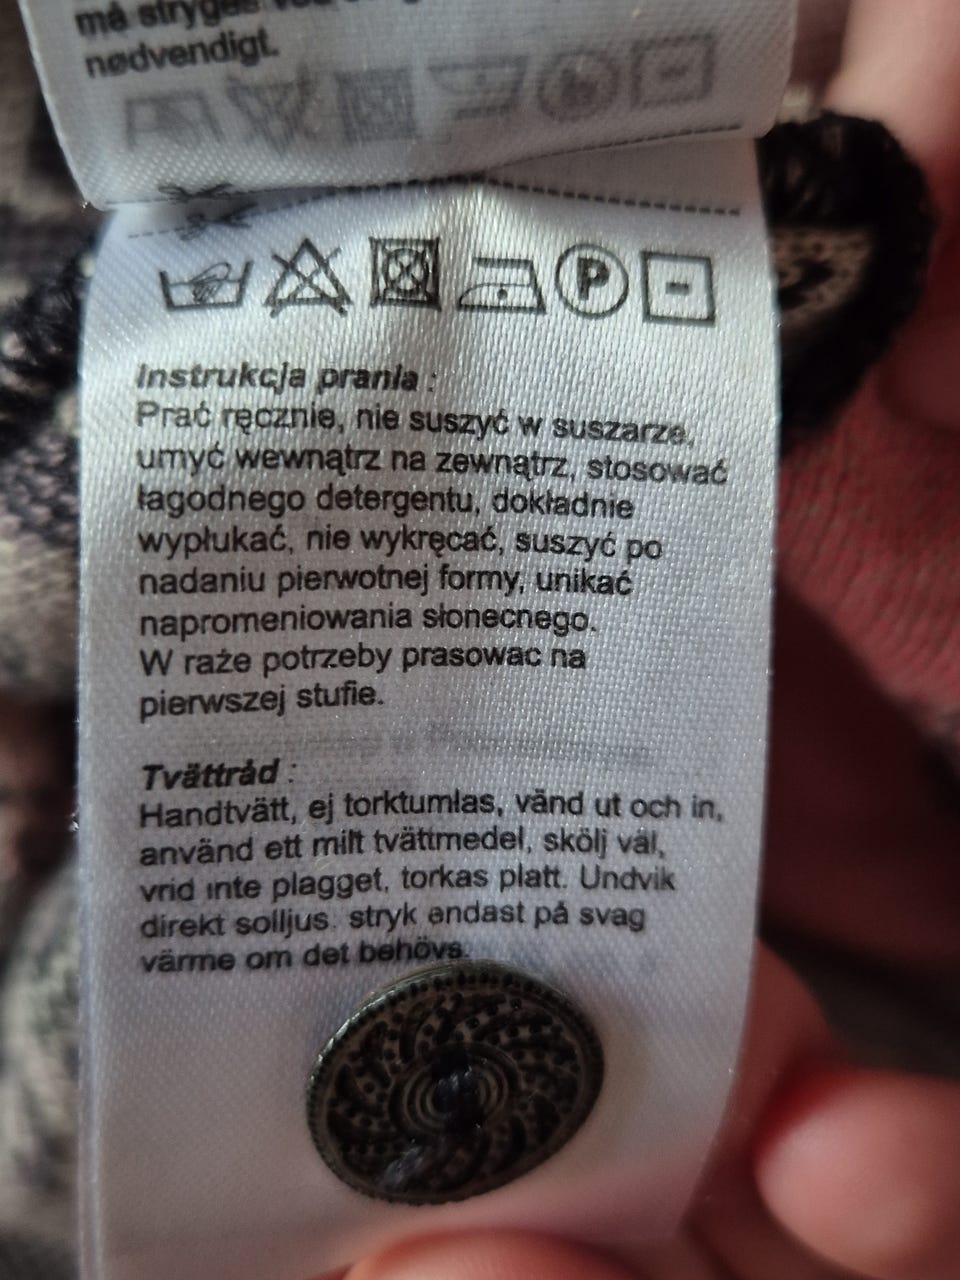 må stryges
nødvendigt.
P
Instrukcja prania :
Prać ręcznie, nie suszyć w suszarze,
umyć wewnątrz na zewnątrz, stosować
łagodnego detergentu, dokładnie
wypłukać, nie wykręcać, suszyć po
nadaniu pierwotnej formy, unikać
napromeniowania słonecnego.
W raże potrzeby prasowac na
pierwszej stufie.
Tvättråd :
Handtvätt, ej torktumlas, vänd ut och in,
använd ett milt tvättmedel, skölj väl,
vrid inte plagget, torkas platt. Undvik
direkt solljus. stryk endast på svag
värme om det behövs.